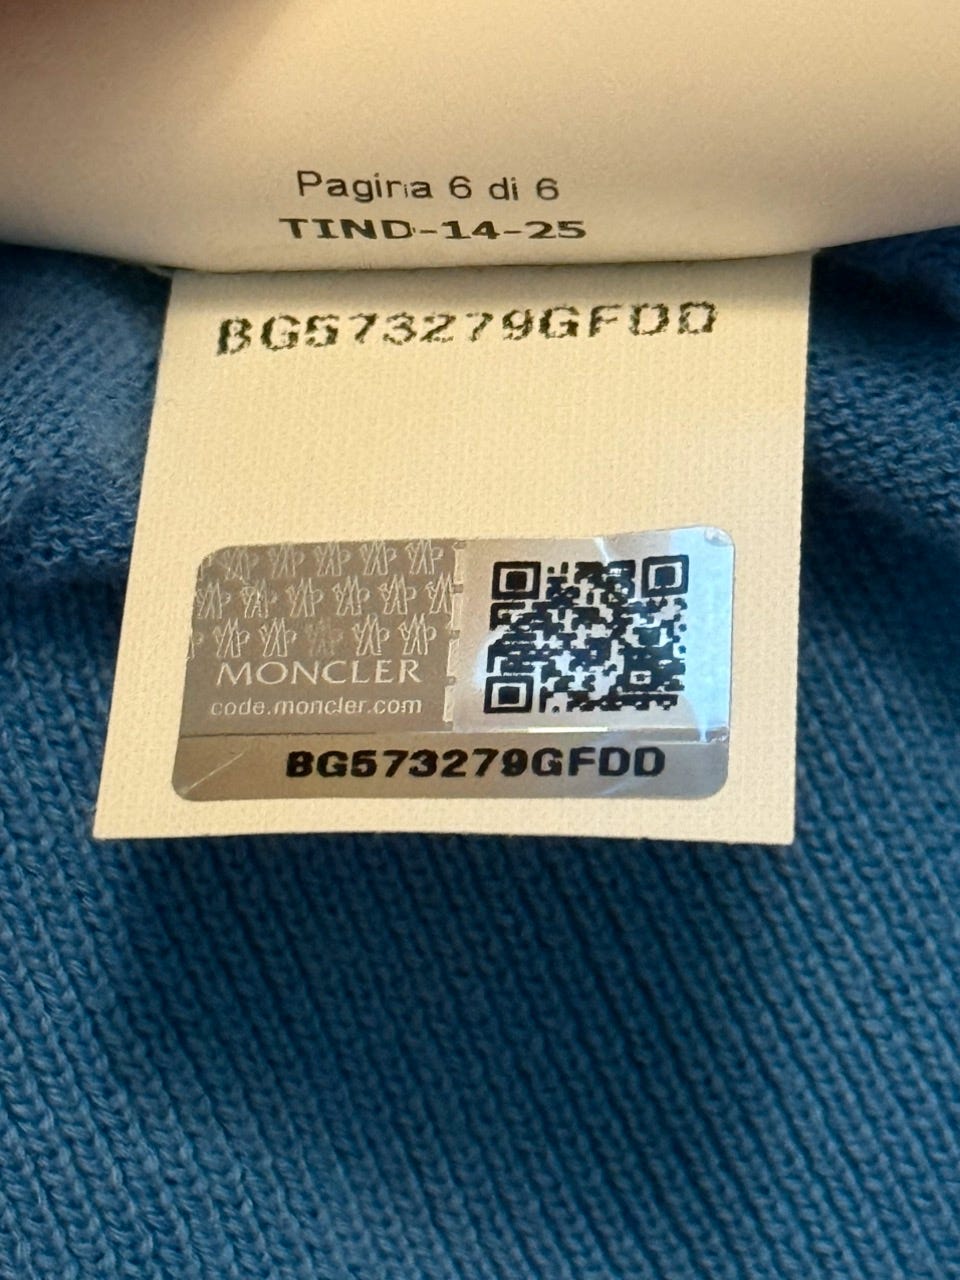 Pagina 6 di 6
TIND-14-25
BG573279GFDD
MONCLER
code.moncler.com
BG573279GFDD